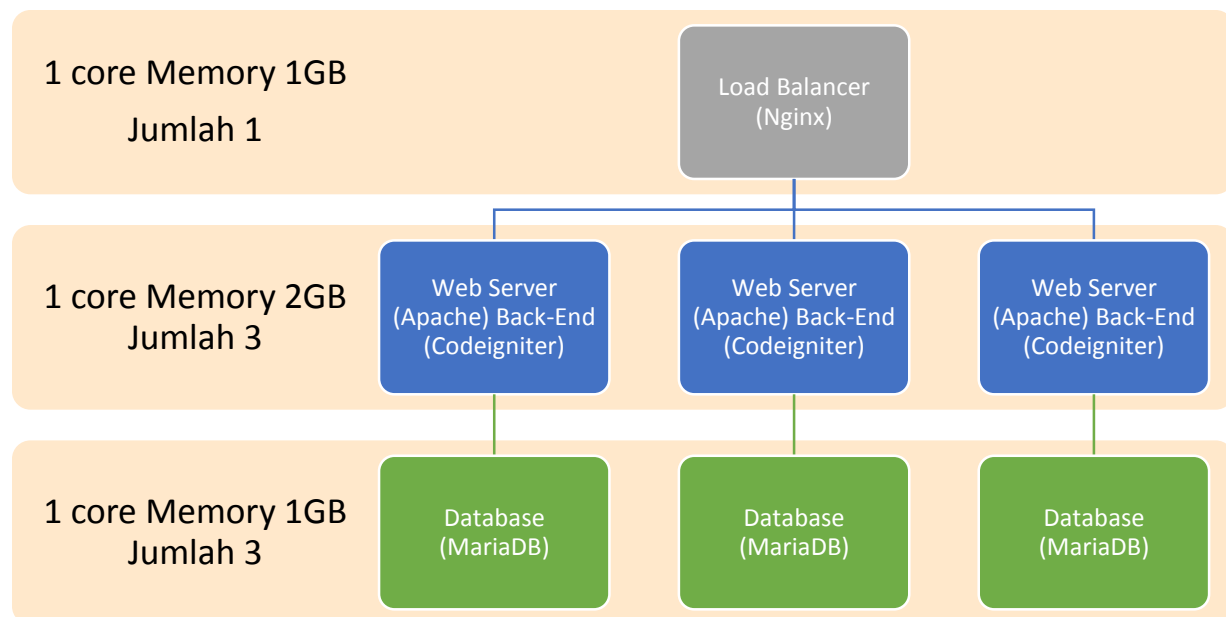 1 core Memory 1GB
Jumlah 1
Load Balancer
(Nginx)
1 core Memory 2GB
Jumlah 3
Web Server
(Apache) Back-End
(Codeigniter)
Web Server
(Apache) Back-End
(Codeigniter)
Web Server
(Apache) Back-End
(Codeigniter)
1 core Memory 1GB
Jumlah 3
Database
(MariaDB)
Database
(MariaDB)
Database
(MariaDB)